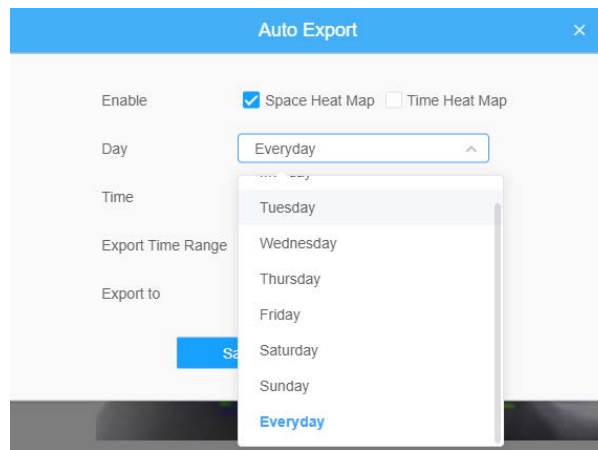 Auto Export
Enable
Space Heat Map
Time Heat Map
Day
Everyday
Time
Tuesday
Wednesday
Export Time Range
Thursday
Export to
Friday
Saturday
Sunday
Everyday